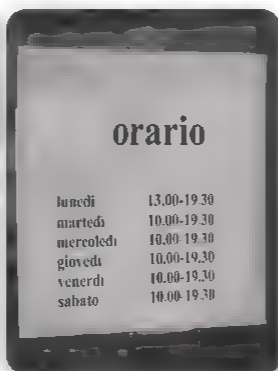 orario
lunedì 13.00-19.30
martedì 10.00-19.30
mercoledì 10.00-19.30
giovedì 10.00-19.30
venerdì 10.00-19.30
sabato 10.00-19.30